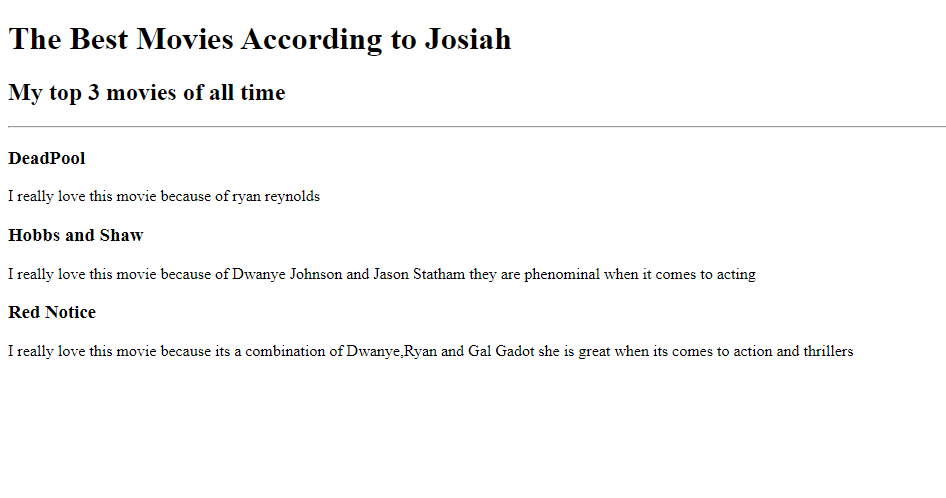 The Best Movies According to Josiah
My top 3 movies of all time
DeadPool
I really love this movie because of ryan reynolds
Hobbs and Shaw
I really love this movie because of Dwanye Johnson and Jason Statham they are phenominal when it comes to acting
Red Notice
I really love this movie because its a combination of Dwanye,Ryan and Gal Gadot she is great when its comes to action and thrillers